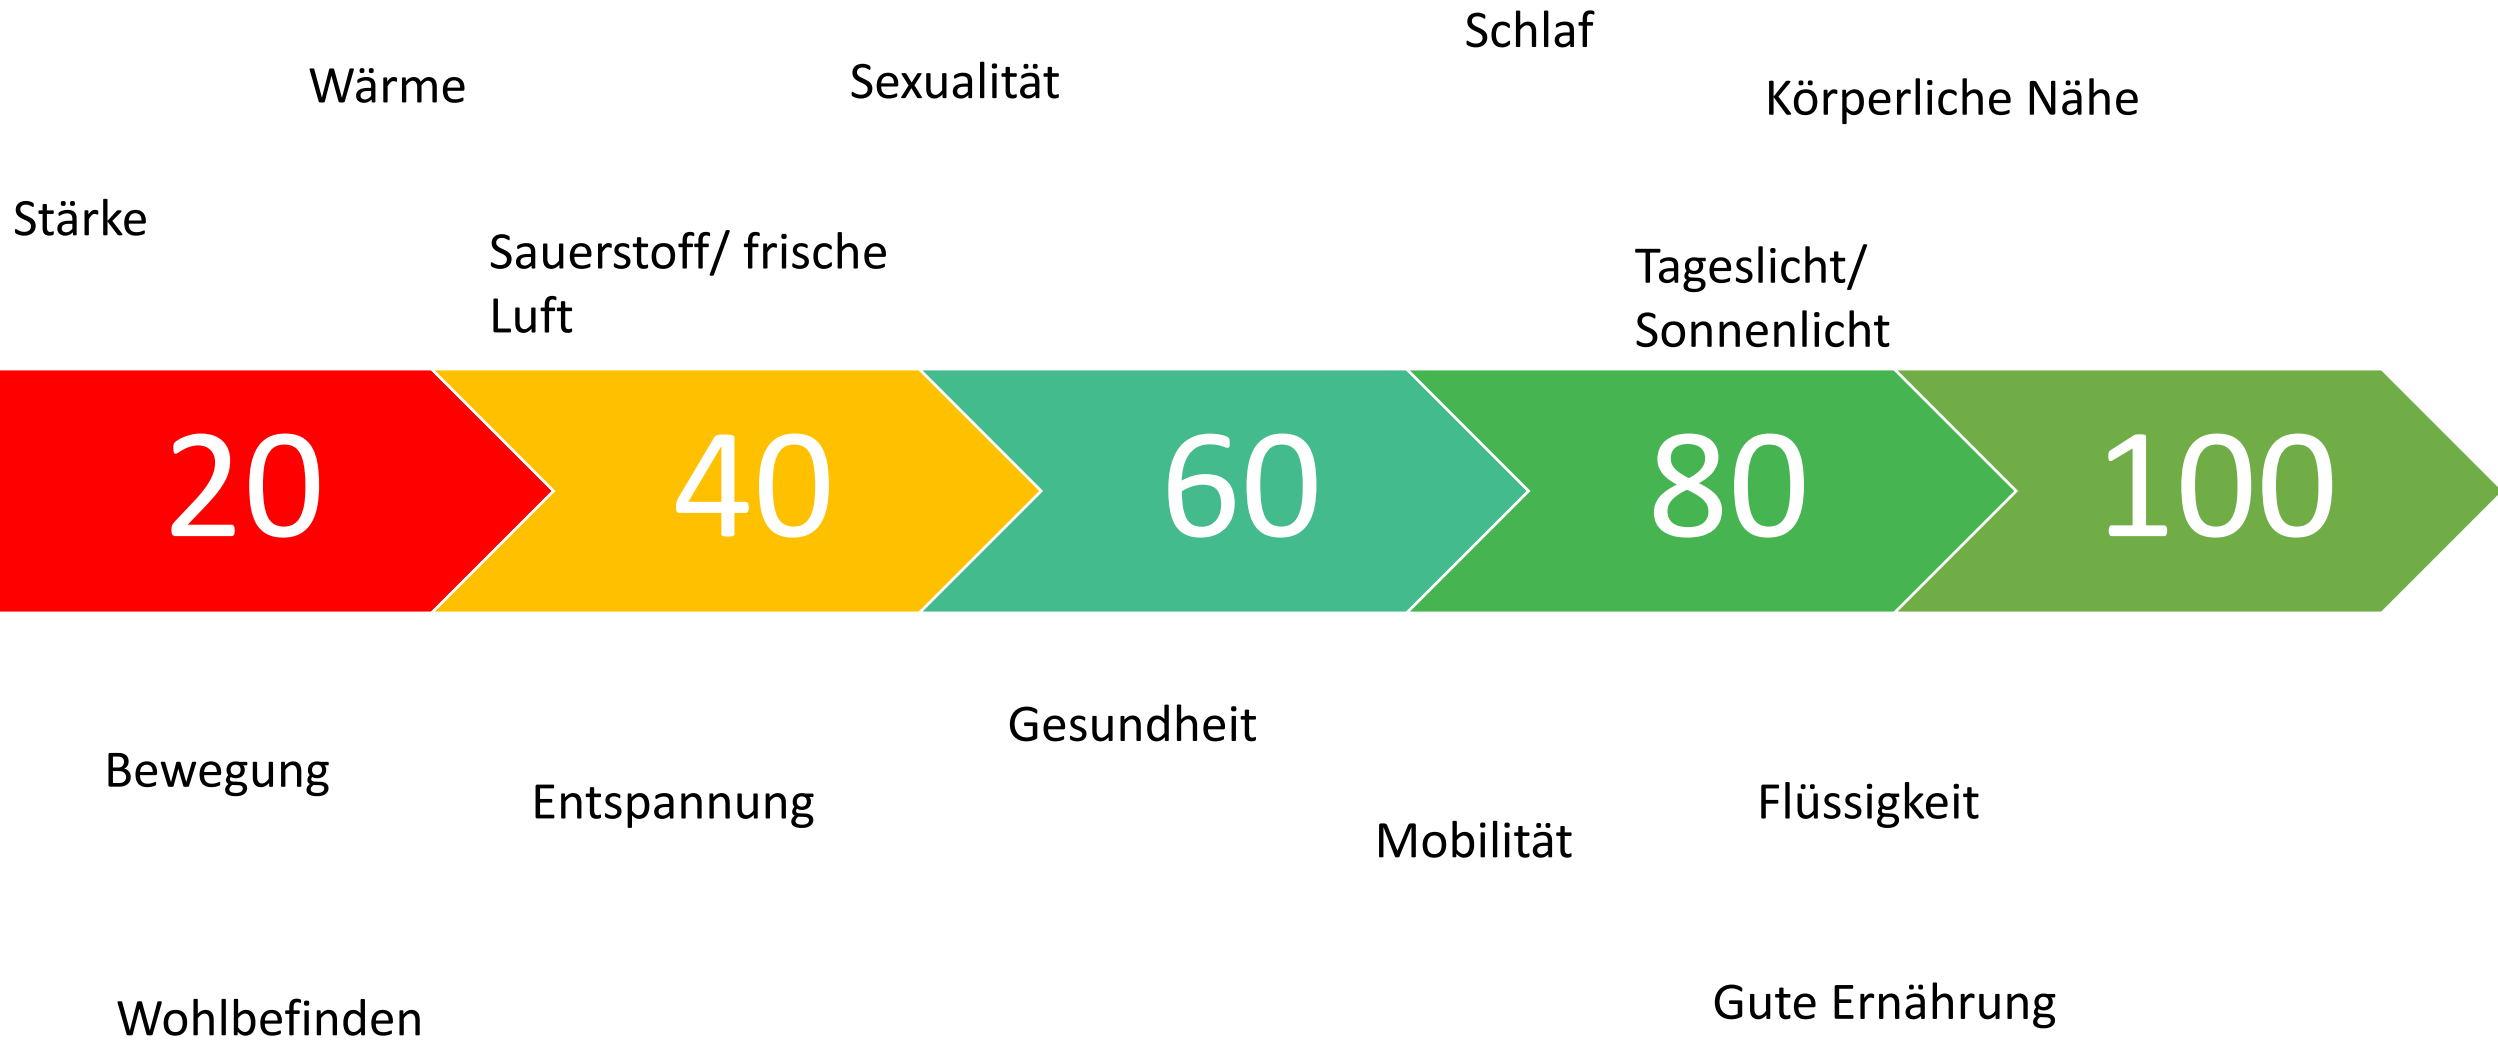 Schlaf
Wärme
Sexualität
Körperliche Nähe
Stärke
Sauerstoff/ frische
Luft
Tageslicht/
Sonnenlicht
20
40
60
80
100
Gesundheit
Bewegung
Entspannung
Flüssigkeit
Mobilität
Wohlbefinden
Gute Ernährung